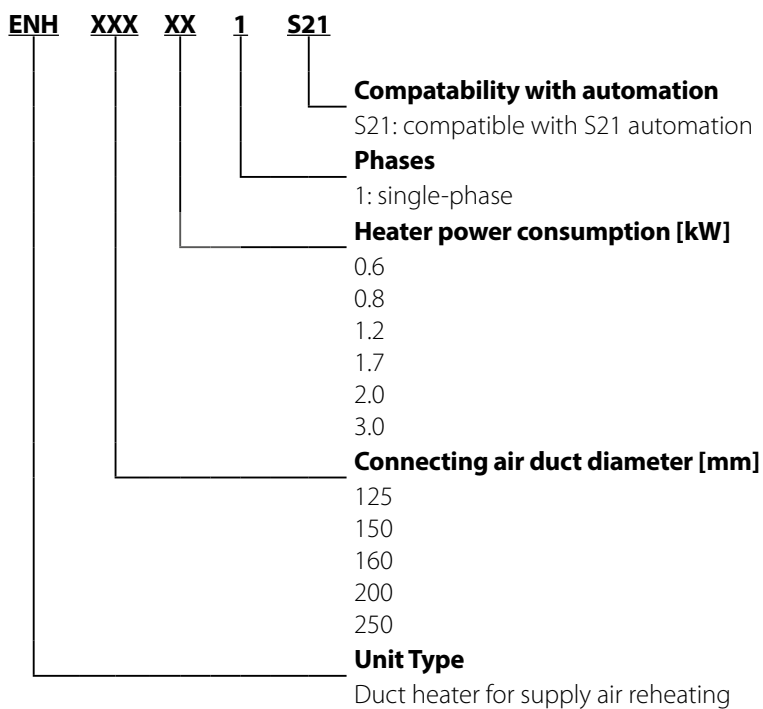 ENH XXX XX 1 S21
Compatability with automation
S21: compatible with S21 automation
Phases
1: single-phase
Heater power consumption [kW]
0.6
0.8
1.2
1.7
2.0
3.0
Connecting air duct diameter [mm]
125
150
160
200
250
Unit Type
Duct heater for supply air reheating